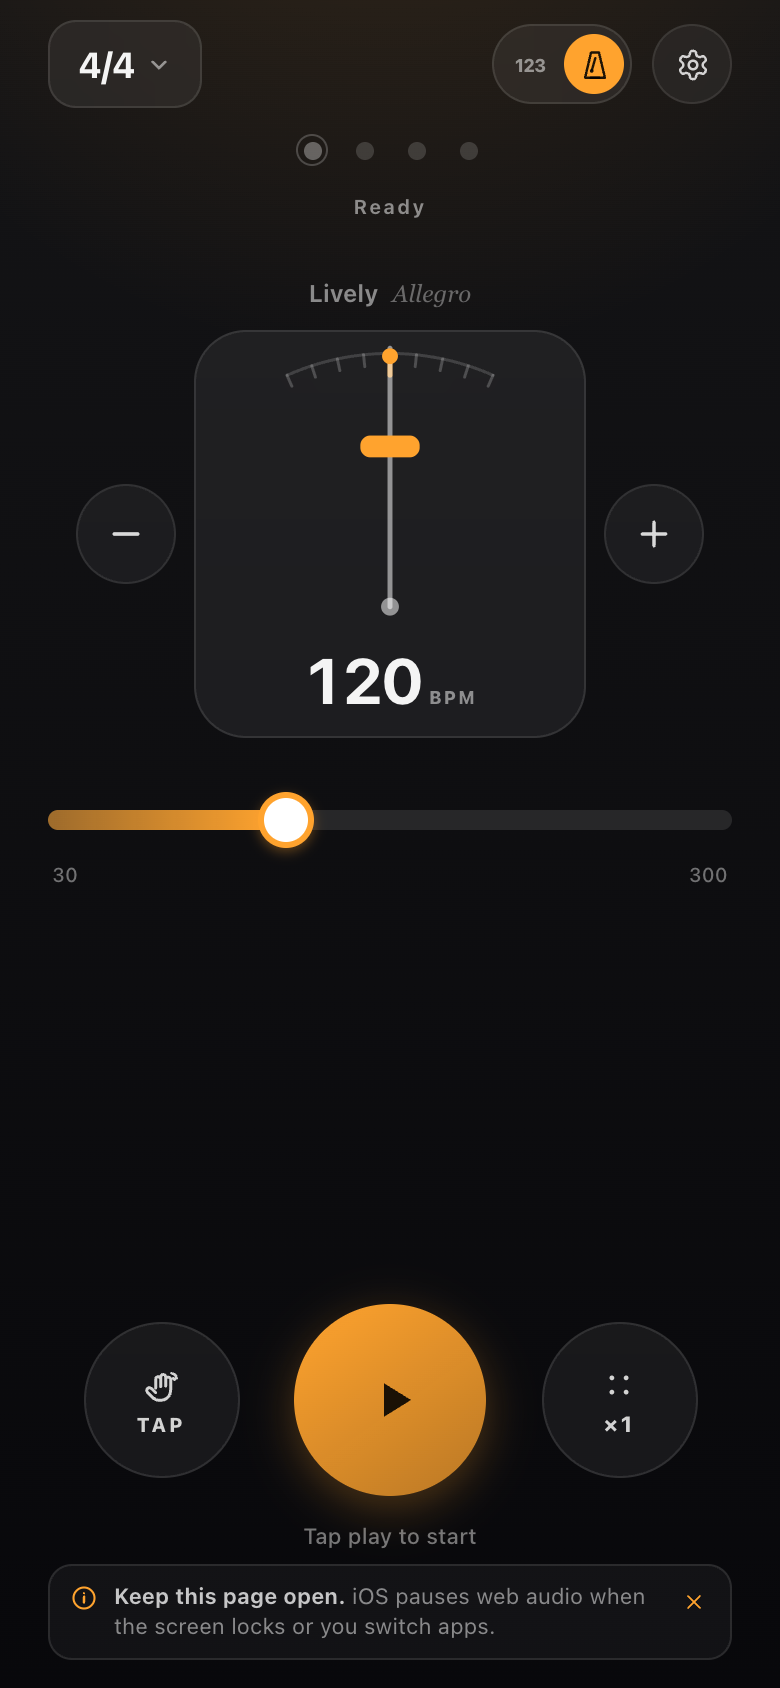 4/4
123
Ready
Lively Allegro
120 BPM
30
300
TAP
×1
Tap play to start
Keep this page open. iOS pauses web audio when
the screen locks or you switch apps.